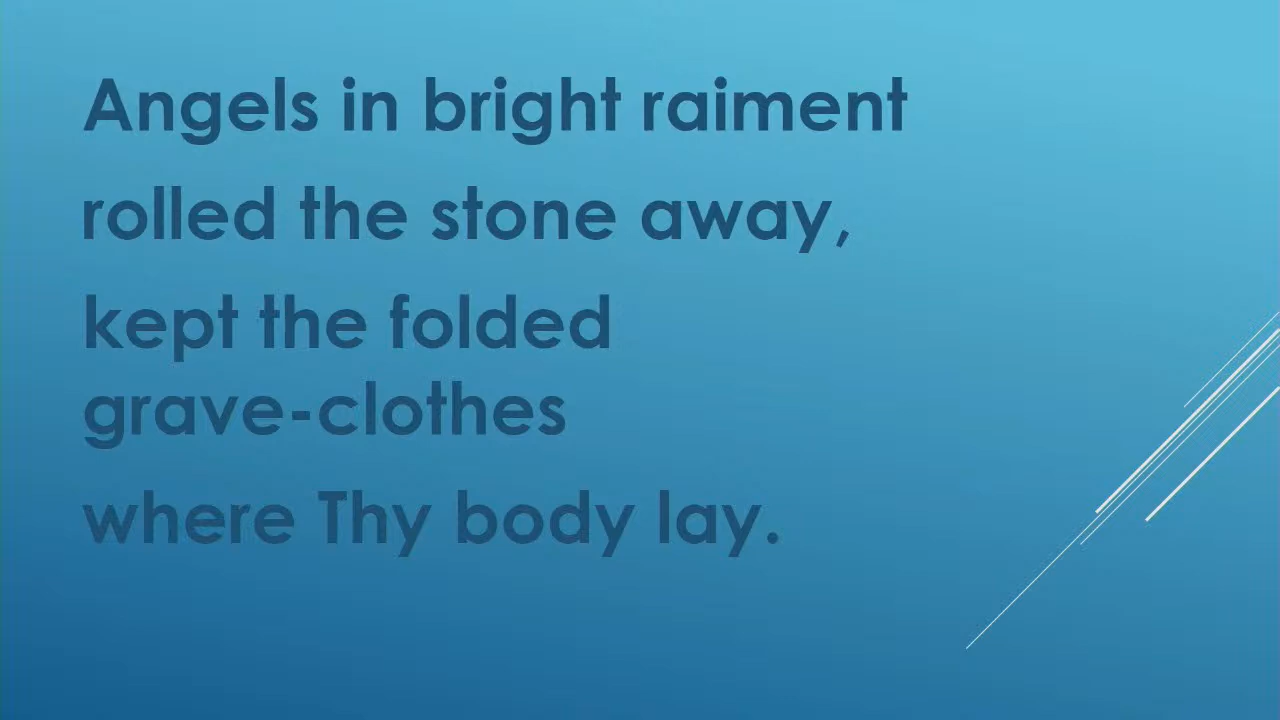 Angels in bright raiment
rolled the stone away,
kept the folded
grave-clothes
where Thy body lay.